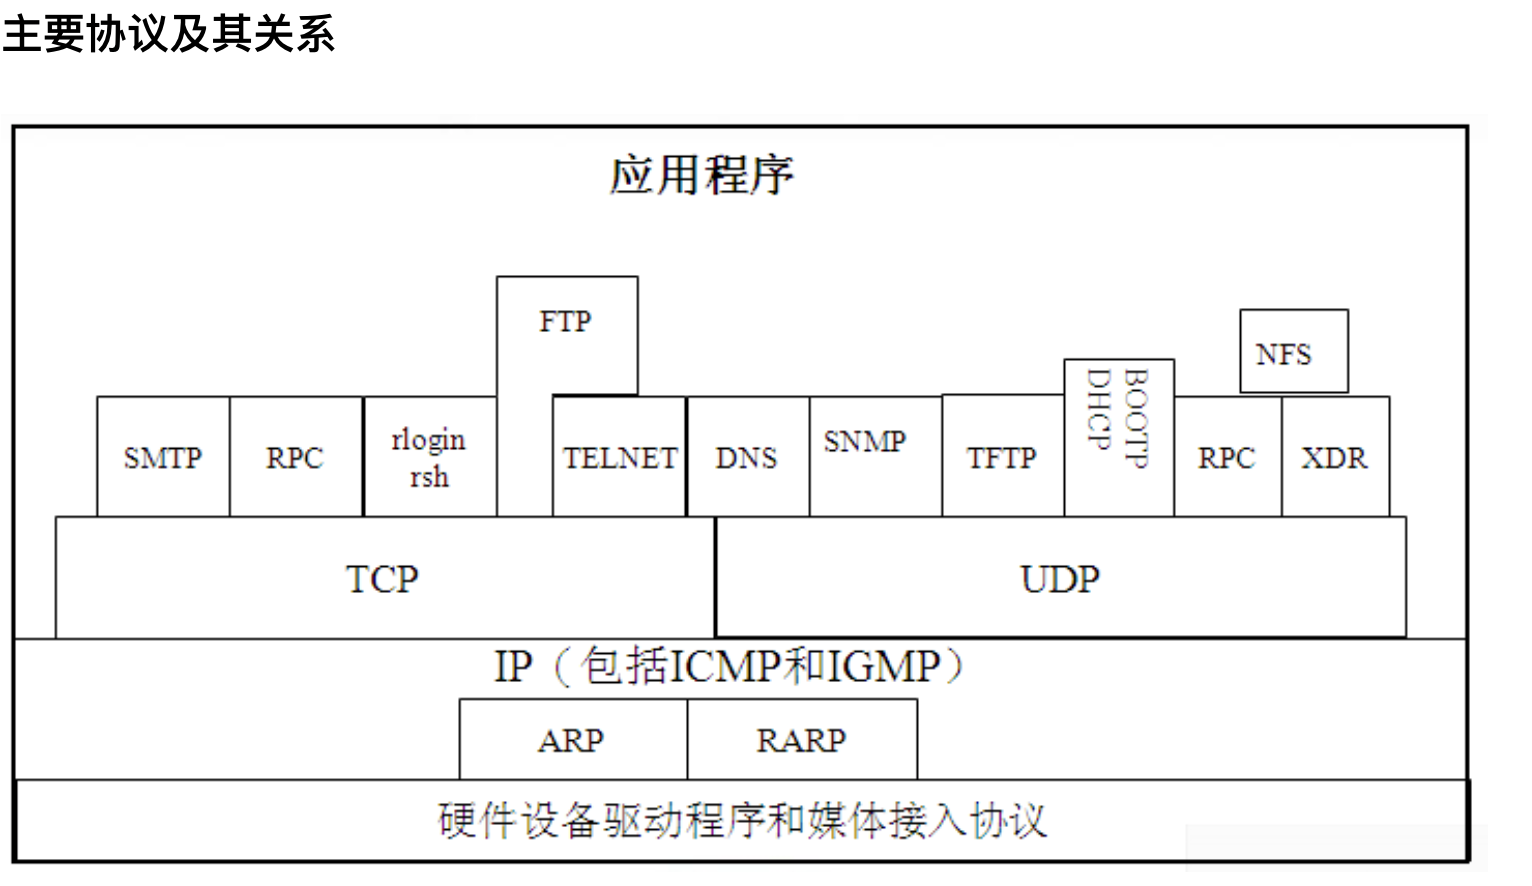 主要协议及其关系
应用程序
FTP
NFS
SMTP
RPC
rlogin
rsh
TELNET
DNS
SNMP
TFTP
BOOTP
DHCP
RPC
XDR
TCP
UDP
IP（包括ICMP和IGMP）
ARP
RARP
硬件设备驱动程序和媒体接入协议